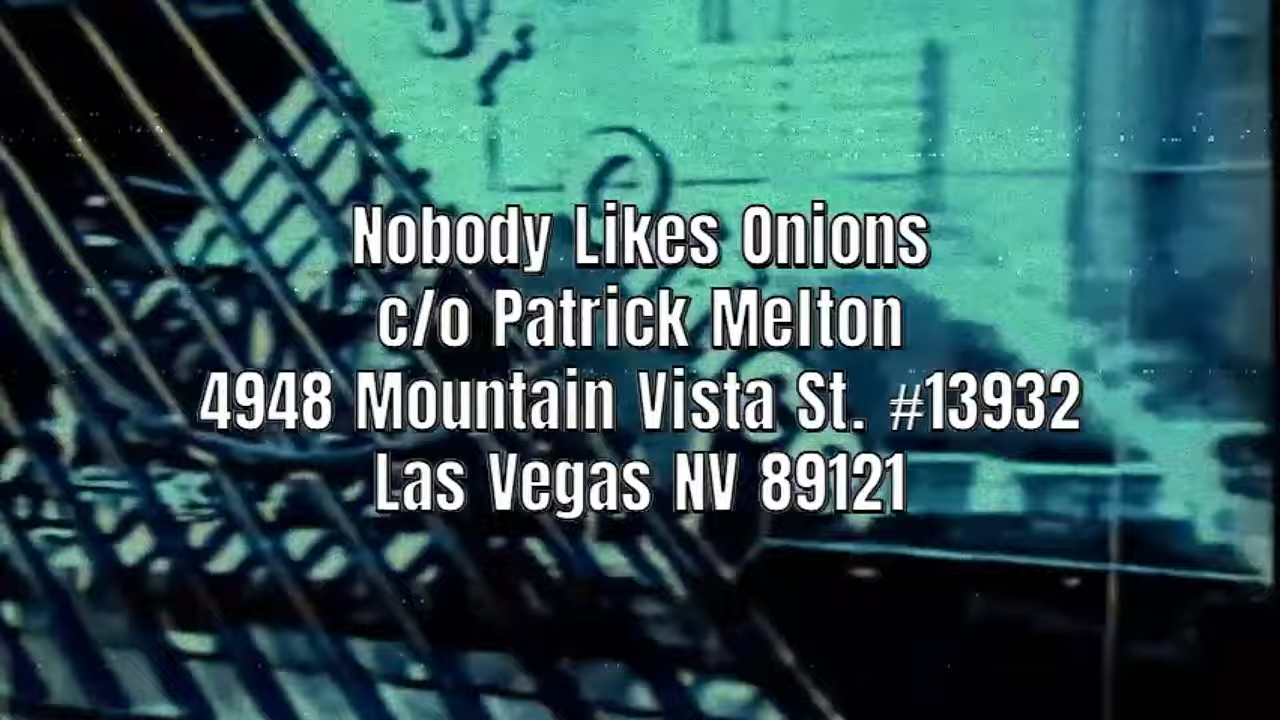 Nobody Likes Onions
c/o Patrick Melton
4948 Mountain Vista St. #13932
Las Vegas NV 89121